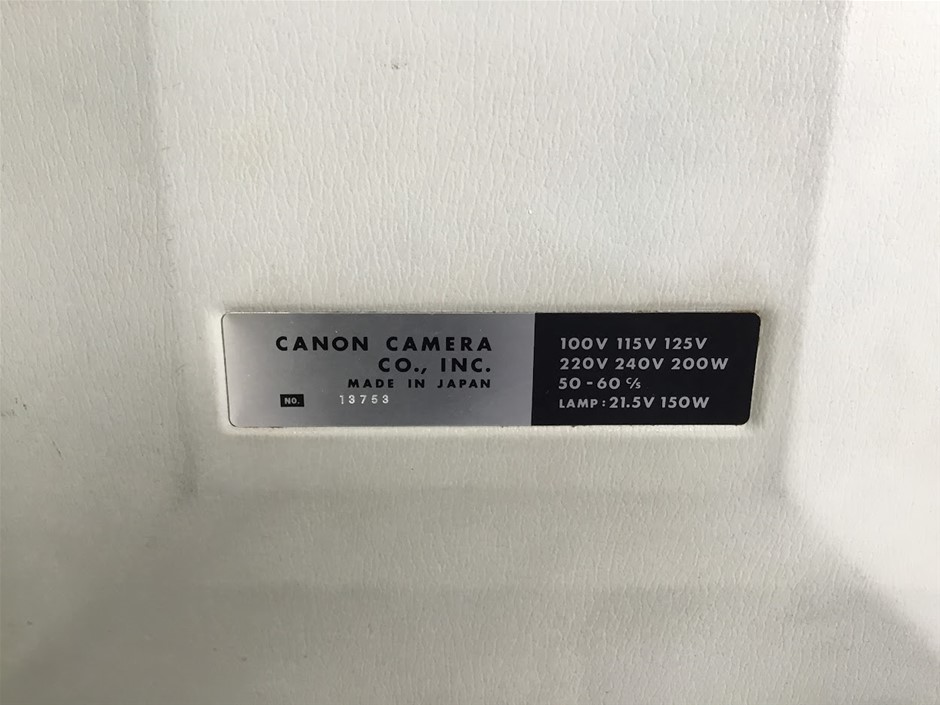 CANON CAMERA
CO., INC.
MADE IN JAPAN
NO. 13753
100V 115V 125V
220V 240V 200W
50-60 c/s
LAMP: 21.5V 150W